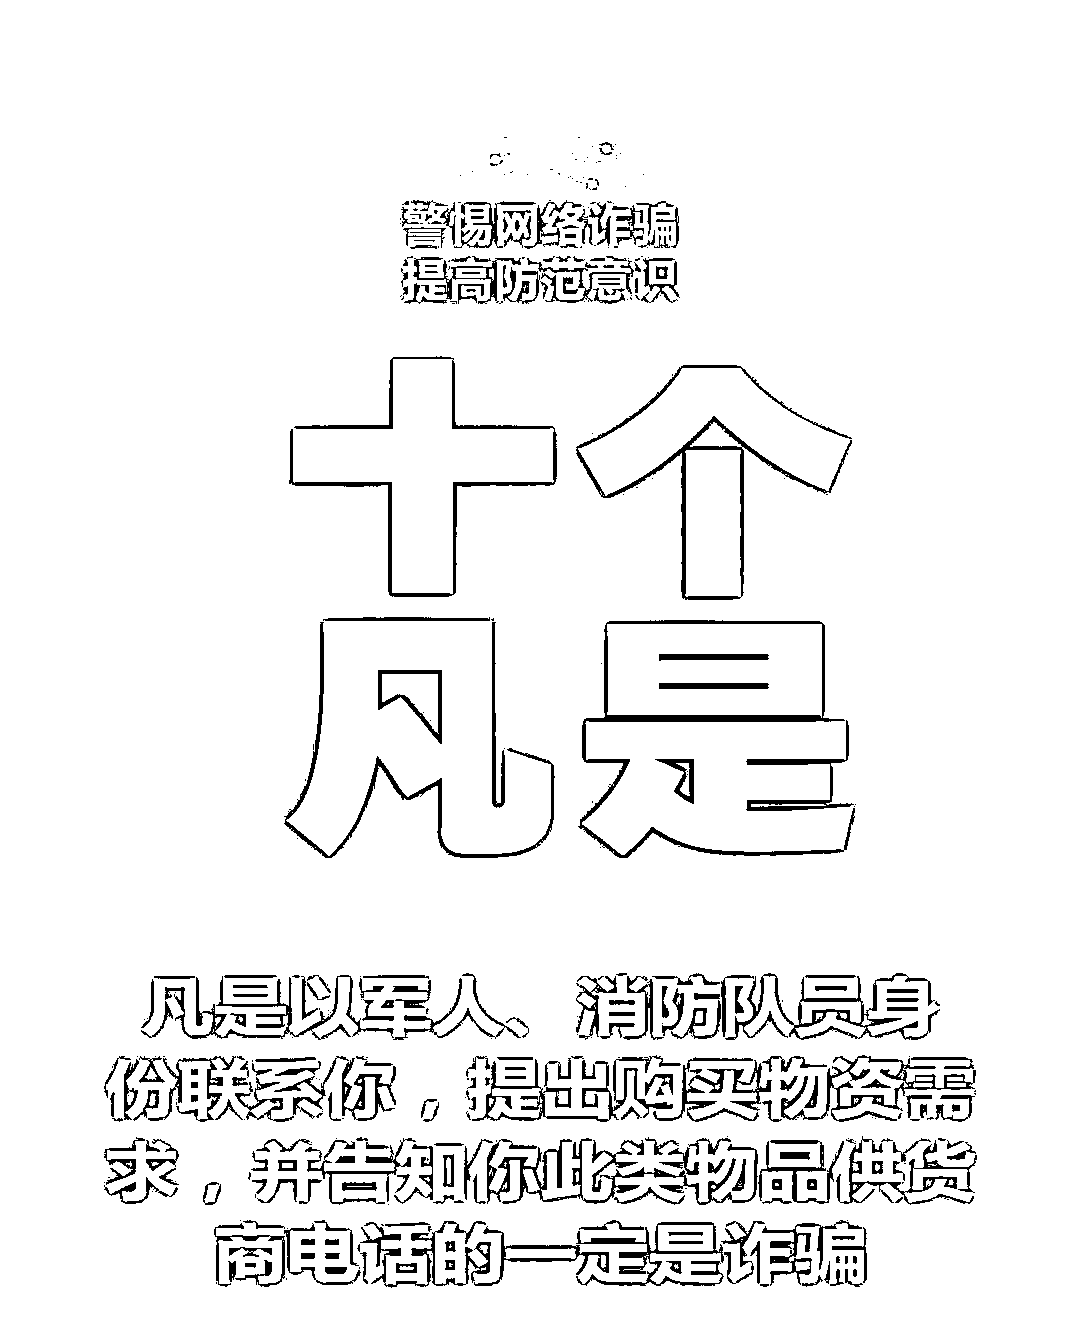 警惕网络诈骗
提高防范意识
十个
凡是
凡是以军人、消防队员身
份联系你，提出购买物资需
求，并告知你此类物品供货
商电话的一定是诈骗